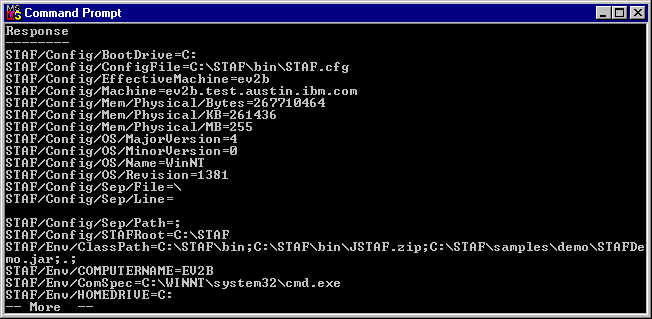 Command Prompt
Response
--------
STAF/Config/BootDrive=C:
STAF/Config/ConfigFile=C:\STAF\bin\STAF.cfg
STAF/Config/EffectiveMachine=ev2b
STAF/Config/Machine=ev2b.test.austin.ibm.com
STAF/Config/Mem/Physical/Bytes=267710464
STAF/Config/Mem/Physical/KB=261436
STAF/Config/Mem/Physical/MB=255
STAF/Config/OS/MajorVersion=4
STAF/Config/OS/MinorVersion=0
STAF/Config/OS/Name=WinNT
STAF/Config/OS/Revision=1381
STAF/Config/Sep/File=\
STAF/Config/Sep/Line=
STAF/Config/Sep/Path=;
STAF/Config/STAFRoot=C:\STAF
STAF/Env/ClassPath=C:\STAF\bin;C:\STAF\bin\JSTAF.zip;C:\STAF\samples\demo\STAFDe
mo.jar;.;
STAF/Env/COMPUTERNAME=EV2B
STAF/Env/ComSpec=C:\WINNT\system32\cmd.exe
STAF/Env/HOMEDRIVE=C:
-- More  --